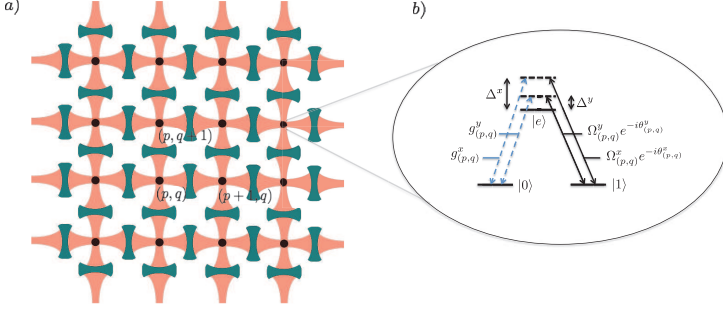 a)
b)
(p, q + 1)
(p, q)
(p + 1, q)
Δ^x
Δ^y
|e⟩
g^y_{(p,q)}
g^x_{(p,q)}
Ω^y_{(p,q)} e^{-iθ^y_{(p,q)}}
Ω^x_{(p,q)} e^{-iθ^x_{(p,q)}}
|0⟩
|1⟩